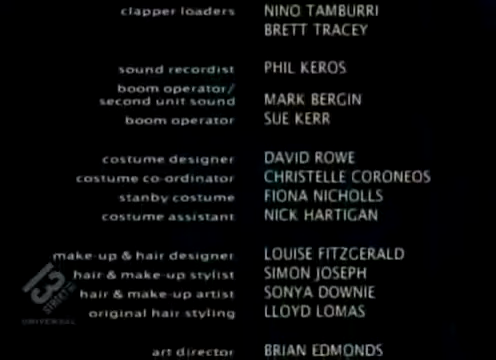 clapper loaders NINO TAMBURRI
BRETT TRACEY
sound recordist PHIL KEROS
boom operator/
second unit sound MARK BERGIN
boom operator SUE KERR
costume designer DAVID ROWE
costume co-ordinator CHRISTELLE CORONEOS
stanby costume FIONA NICHOLLS
costume assistant NICK HARTIGAN
make-up & hair designer LOUISE FITZGERALD
hair & make-up stylist SIMON JOSEPH
hair & make-up artist SONYA DOWNIE
original hair styling LLOYD LOMAS
13
STREET
UNIVERSAL
art director BRIAN EDMONDS